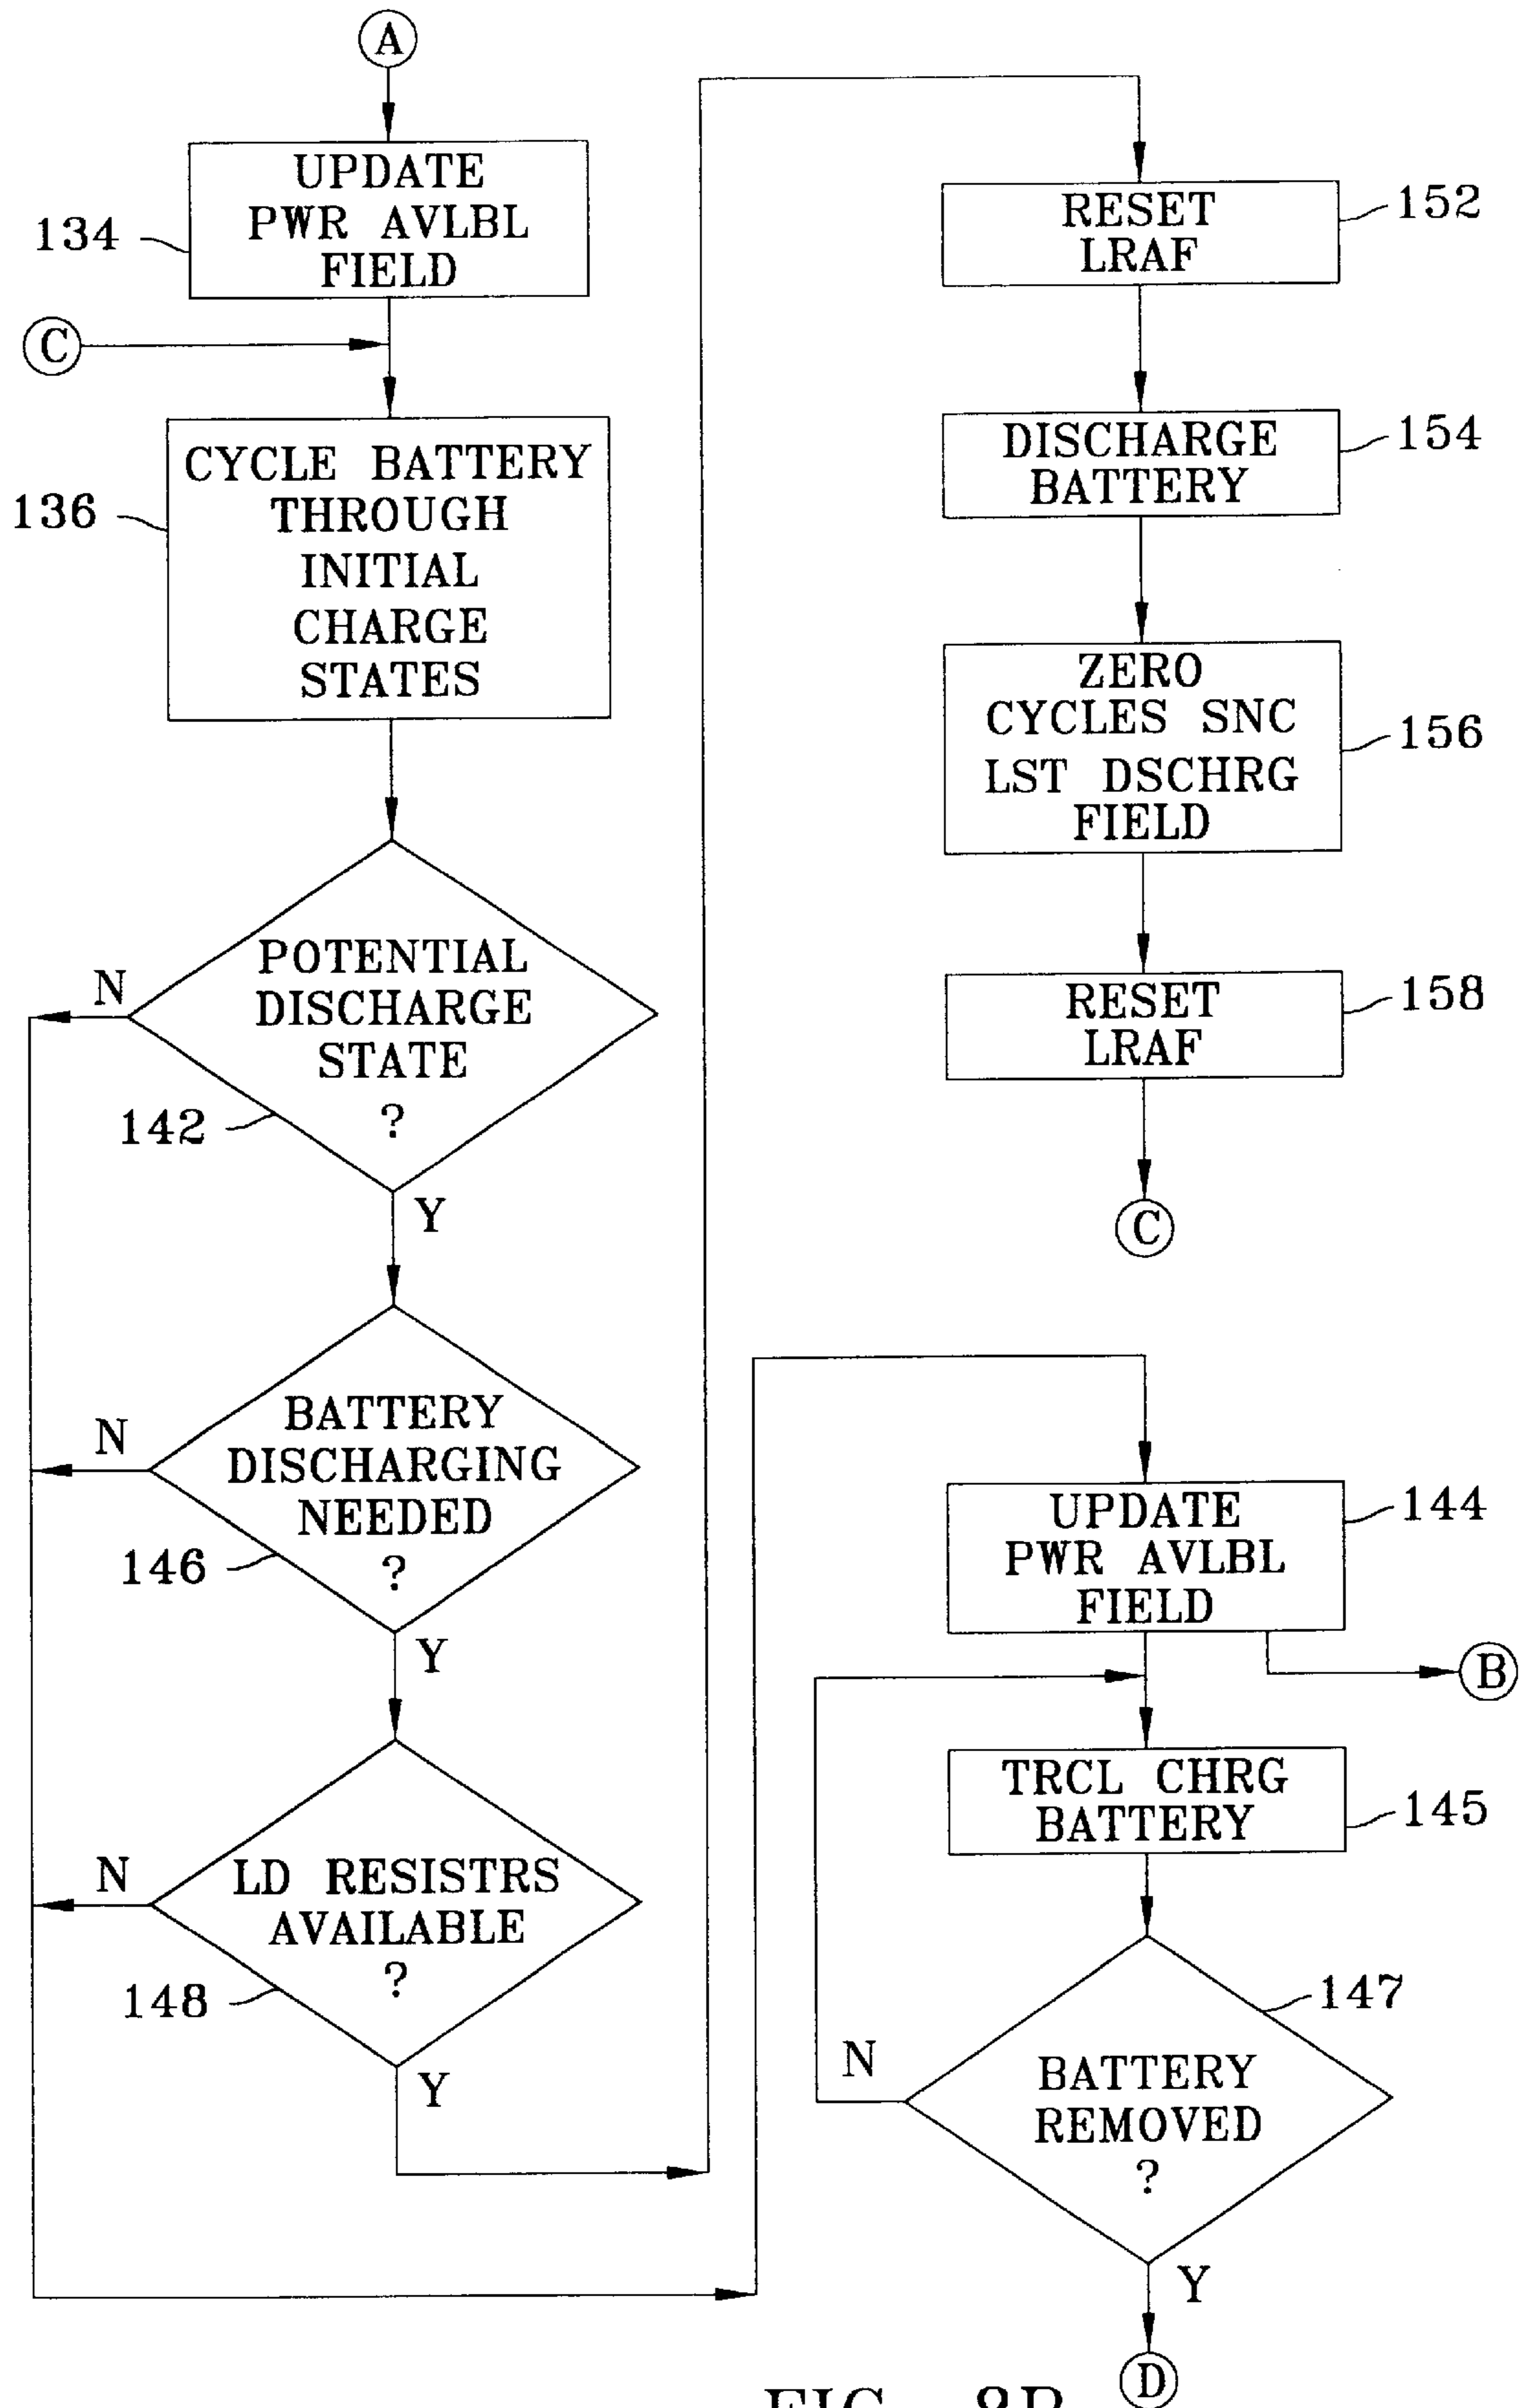 A
UPDATE
PWR AVLBL
FIELD
134
C
CYCLE BATTERY
THROUGH
INITIAL
CHARGE
STATES
136
POTENTIAL
DISCHARGE
STATE
?
N
142
Y
BATTERY
DISCHARGING
NEEDED
?
N
146
Y
LD RESISTRS
AVAILABLE
?
N
148
Y
RESET
LRAF
152
DISCHARGE
BATTERY
154
ZERO
CYCLES SNC
LST DSCHRG
FIELD
156
RESET
LRAF
158
C
UPDATE
PWR AVLBL
FIELD
144
B
TRCL CHRG
BATTERY
145
147
N
BATTERY
REMOVED
?
Y
D
FIG. 8B